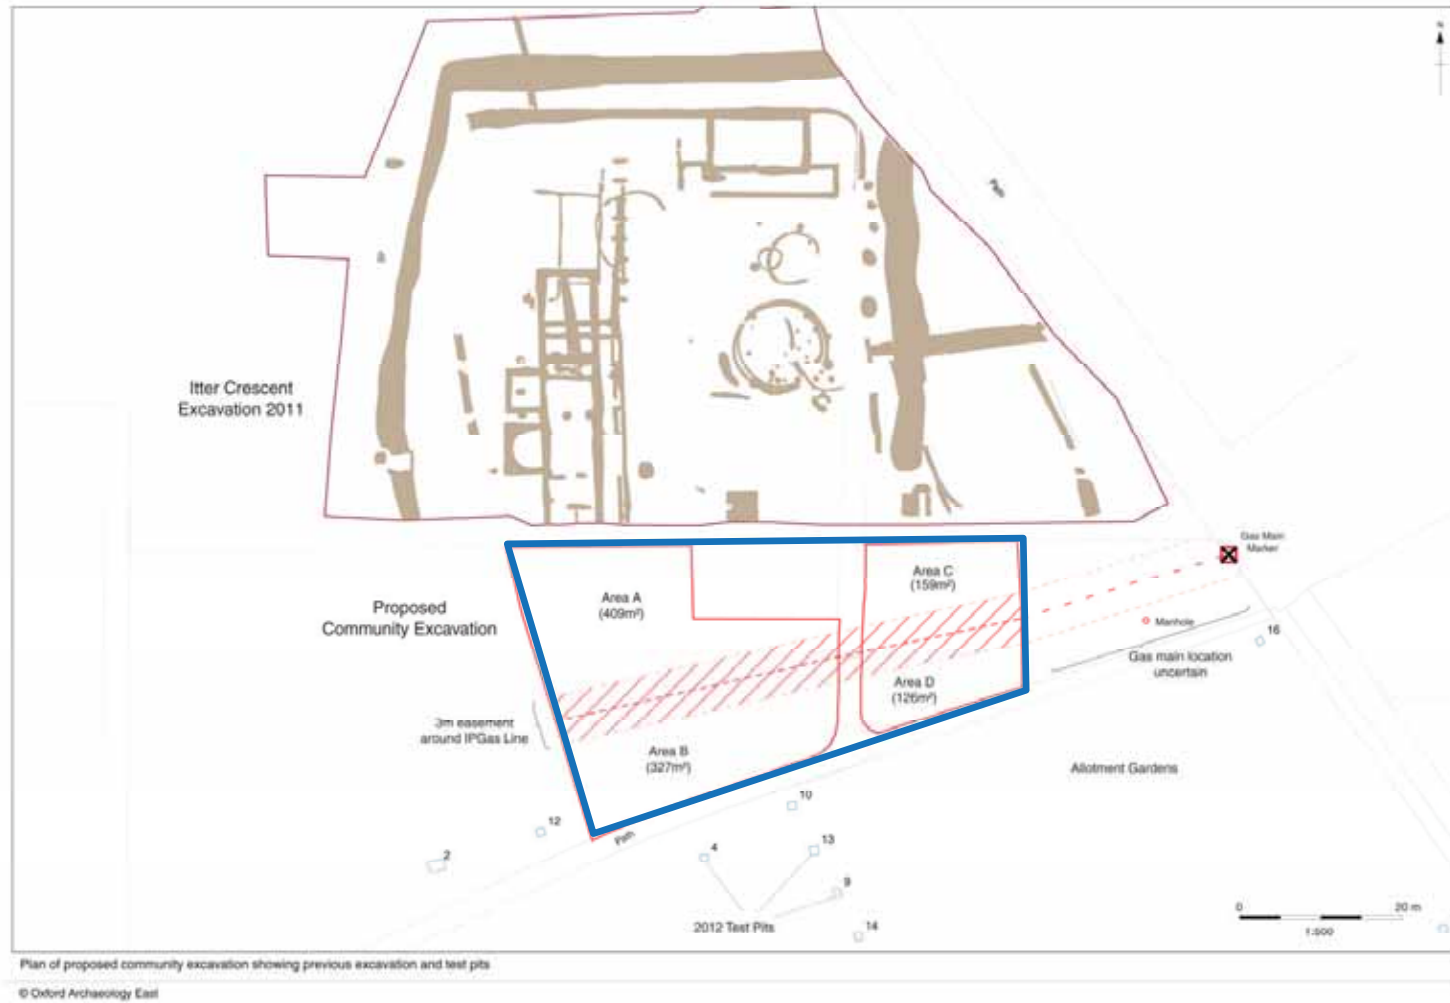 N
Path
Itter Crescent
Excavation 2011
Gas Main
Marker
Area C
(159m²)
Area A
(409m²)
Proposed
Community Excavation
Manhole
16
Gas main location
uncertain
Area D
(126m²)
3m easement
around IPGas Line
Area B
(327m²)
Allotment Gardens
10
12
Path
4
13
2
9
2012 Test Pits
14
0
20 m
1:500
Plan of proposed community excavation showing previous excavation and test pits
© Oxford Archaeology East